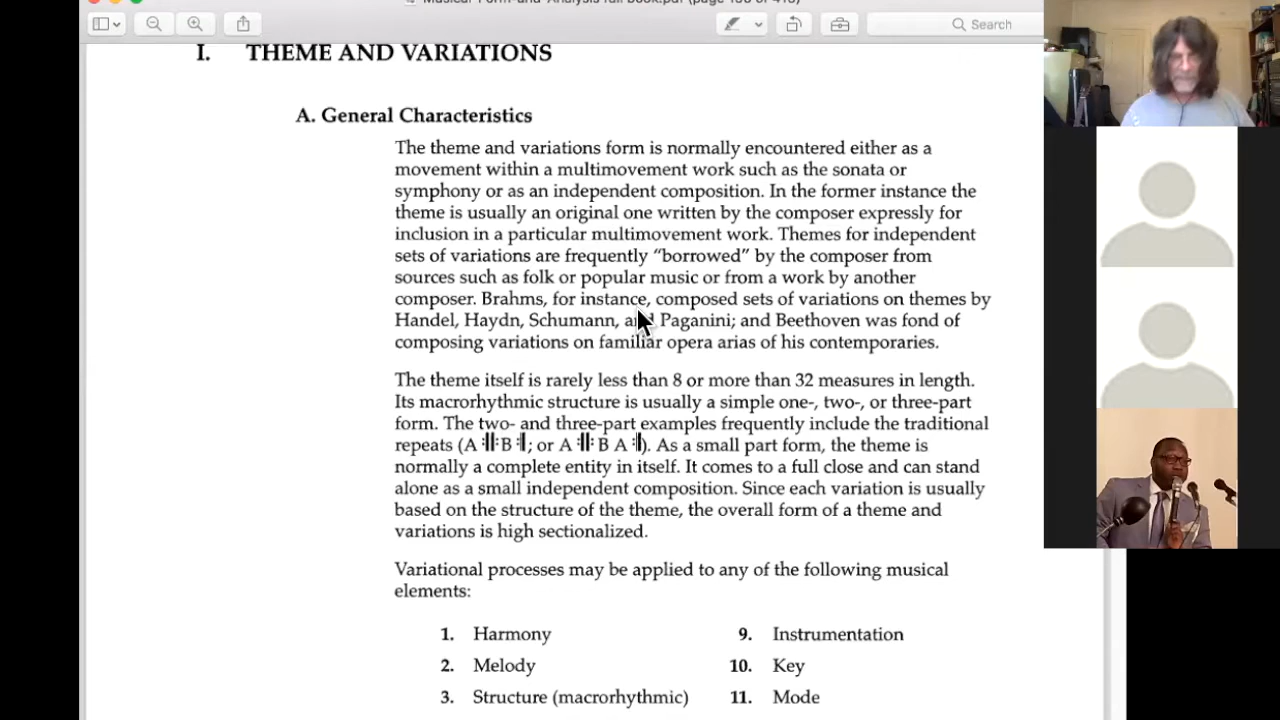 Search
I. THEME AND VARIATIONS
A. General Characteristics
The theme and variations form is normally encountered either as a
movement within a multimovement work such as the sonata or
symphony or as an independent composition. In the former instance the
theme is usually an original one written by the composer expressly for
inclusion in a particular multimovement work. Themes for independent
sets of variations are frequently “borrowed” by the composer from
sources such as folk or popular music or from a work by another
composer. Brahms, for instance, composed sets of variations on themes by
Handel, Haydn, Schumann, and Paganini; and Beethoven was fond of
composing variations on familiar opera arias of his contemporaries.
The theme itself is rarely less than 8 or more than 32 measures in length.
Its macrorhythmic structure is usually a simple one-, two-, or three-part
form. The two- and three-part examples frequently include the traditional
repeats (A :||: B :||; or A :||: B A :||). As a small part form, the theme is
normally a complete entity in itself. It comes to a full close and can stand
alone as a small independent composition. Since each variation is usually
based on the structure of the theme, the overall form of a theme and
variations is high sectionalized.
Variational processes may be applied to any of the following musical
elements:
1. Harmony
2. Melody
3. Structure (macrorhythmic)
9. Instrumentation
10. Key
11. Mode